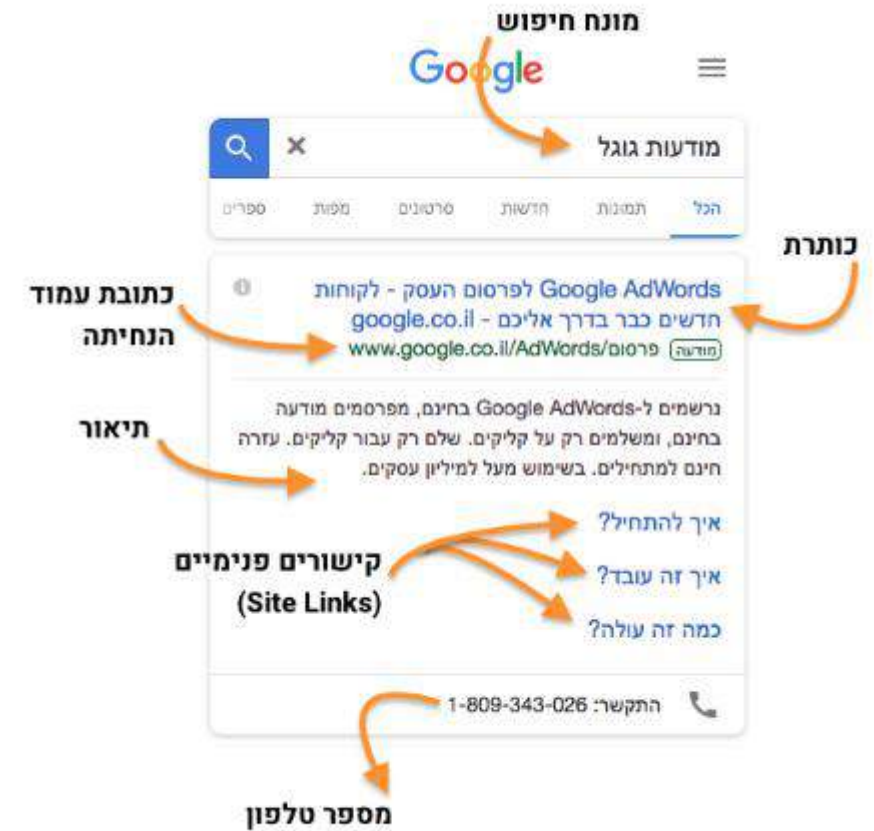 מונח חיפוש
Google
מודעות גוגל
הכל תמונות חדשות סרטונים מפות ספרים
כותרת
Google AdWords לפרסום העסק - לקוחות
חדשים כבר בדרך אליכם - google.co.il
מודעה www.google.co.il/AdWords/פרסום
כתובת עמוד
הנחיתה
נרשמים ל-Google AdWords בחינם, מפרסמים מודעה
בחינם, ומשלמים רק על קליקים. שלם רק עבור קליקים. עזרה
חינם למתחילים. בשימוש מעל למיליון עסקים.
תיאור
איך להתחיל?
איך זה עובד?
כמה זה עולה?
קישורים פנימיים
(Site Links)
התקשר: 1-809-343-026
מספר טלפון